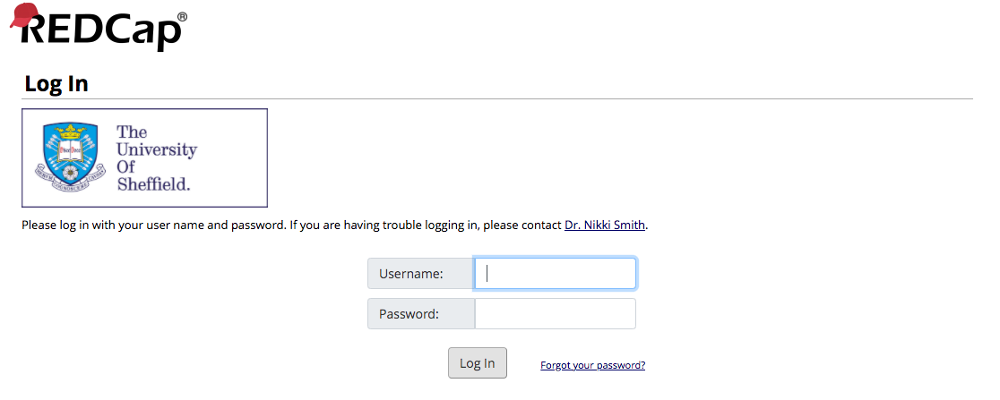 REDCap®
Log In
The
University
Of
Sheffield.
Please log in with your user name and password. If you are having trouble logging in, please contact Dr. Nikki Smith.
Username:
Password:
Log In Forgot your password?